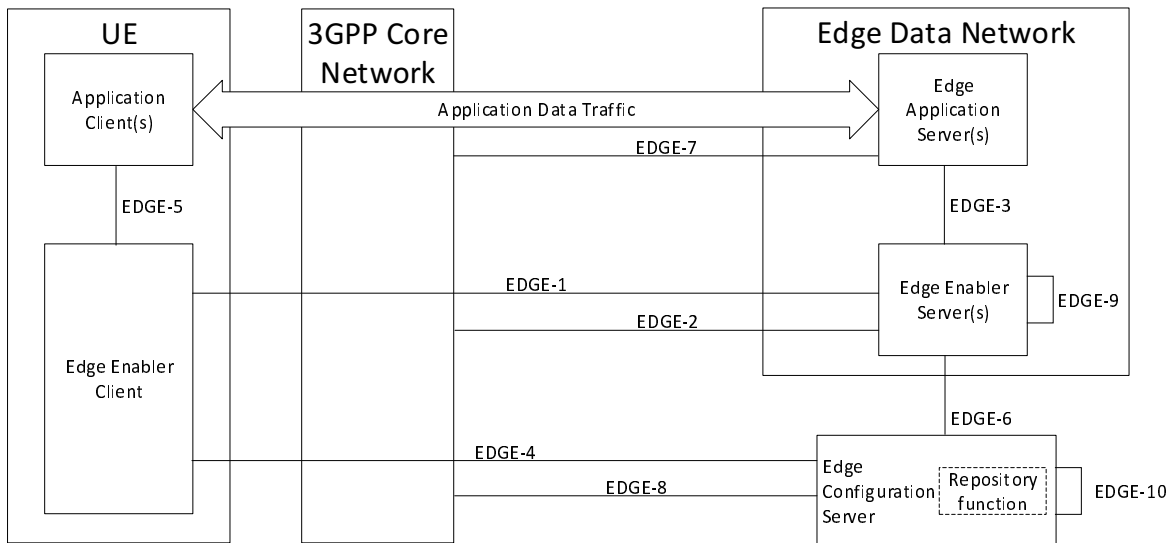 UE
3GPP Core
Network
Edge Data Network
Application
Client(s)
Application Data Traffic
Edge
Application
Server(s)
EDGE-7
EDGE-5
EDGE-3
EDGE-1
EDGE-2
Edge Enabler
Server(s)
EDGE-9
Edge Enabler
Client
EDGE-6
EDGE-4
EDGE-8
Edge
Configuration
Server
Repository
function
EDGE-10